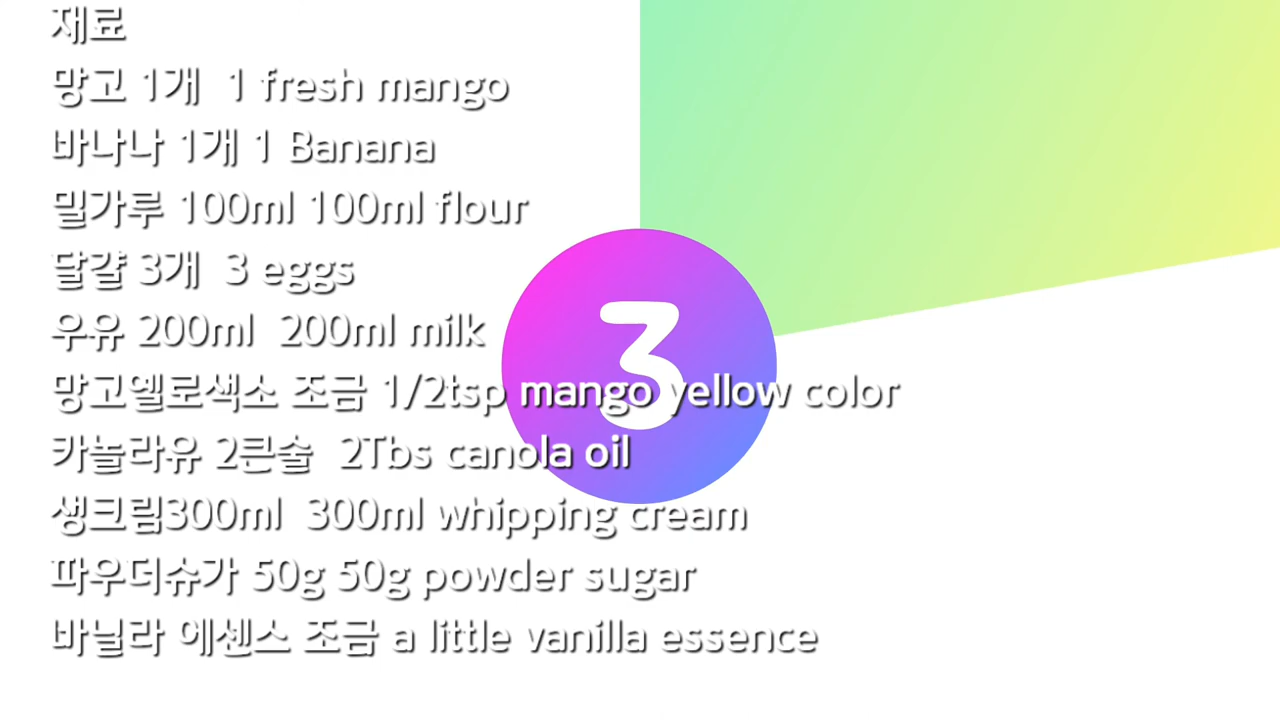 재료
망고 1개  1 fresh mango
바나나 1개 1 Banana
밀가루 100ml 100ml flour
달걀 3개  3 eggs
우유 200ml  200ml milk
3
망고옐로색소 조금 1/2tsp mango yellow color
카놀라유 2큰술  2Tbs canola oil
생크림300ml  300ml whipping cream
파우더슈가 50g 50g powder sugar
바닐라 에센스 조금 a little vanilla essence